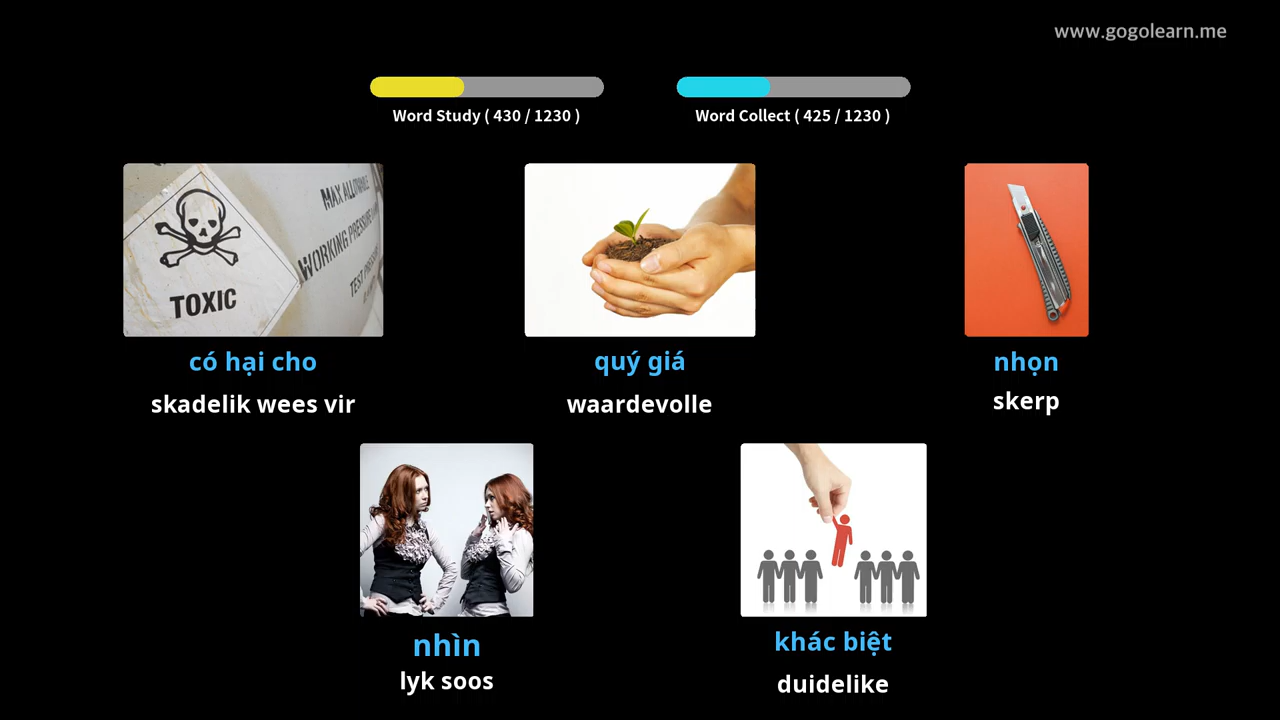 www.gogolearn.me
Word Study ( 430 / 1230 )
Word Collect ( 425 / 1230 )
MAX ALLOWABLE
WORKING PRESSURE
TEST PRESSURE
TOXIC
có hại cho
skadelik wees vir
quý giá
waardevolle
nhọn
skerp
nhìn
lyk soos
khác biệt
duidelike